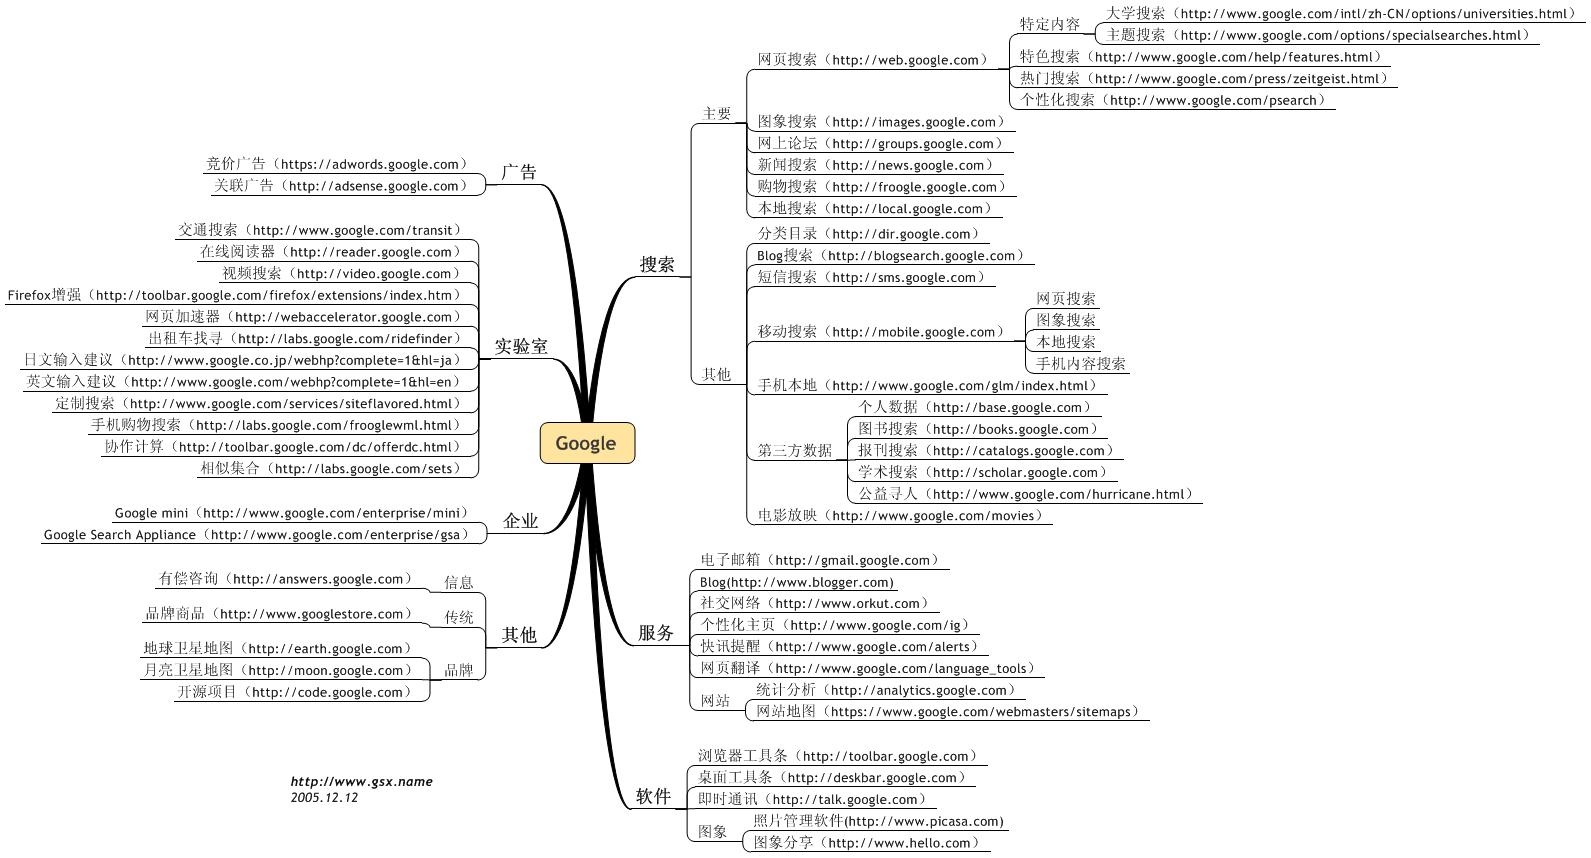 Google
搜索
主要
网页搜索（http://web.google.com）
特定内容
大学搜索（http://www.google.com/intl/zh-CN/options/universities.html）
主题搜索（http://www.google.com/options/specialsearches.html）
特色搜索（http://www.google.com/help/features.html）
热门搜索（http://www.google.com/press/zeitgeist.html）
个性化搜索（http://www.google.com/psearch）
图象搜索（http://images.google.com）
网上论坛（http://groups.google.com）
新闻搜索（http://news.google.com）
购物搜索（http://froogle.google.com）
本地搜索（http://local.google.com）
其他
分类目录（http://dir.google.com）
Blog搜索（http://blogsearch.google.com）
短信搜索（http://sms.google.com）
移动搜索（http://mobile.google.com）
网页搜索
图象搜索
本地搜索
手机内容搜索
手机本地（http://www.google.com/glm/index.html）
第三方数据
个人数据（http://base.google.com）
图书搜索（http://books.google.com）
报刊搜索（http://catalogs.google.com）
学术搜索（http://scholar.google.com）
公益寻人（http://www.google.com/hurricane.html）
电影放映（http://www.google.com/movies）
服务
电子邮箱（http://gmail.google.com）
Blog(http://www.blogger.com)
社交网络（http://www.orkut.com）
个性化主页（http://www.google.com/ig）
快讯提醒（http://www.google.com/alerts）
网页翻译（http://www.google.com/language_tools）
网站
统计分析（http://analytics.google.com）
网站地图（https://www.google.com/webmasters/sitemaps）
软件
浏览器工具条（http://toolbar.google.com）
桌面工具条（http://deskbar.google.com）
即时通讯（http://talk.google.com）
图象
照片管理软件(http://www.picasa.com)
图象分享（http://www.hello.com）
广告
竞价广告（https://adwords.google.com）
关联广告（http://adsense.google.com）
实验室
交通搜索（http://www.google.com/transit）
在线阅读器（http://reader.google.com）
视频搜索（http://video.google.com）
Firefox增强（http://toolbar.google.com/firefox/extensions/index.htm）
网页加速器（http://webaccelerator.google.com）
出租车找寻（http://labs.google.com/ridefinder）
日文输入建议（http://www.google.co.jp/webhp?complete=1&hl=ja）
英文输入建议（http://www.google.com/webhp?complete=1&hl=en）
定制搜索（http://www.google.com/services/siteflavored.html）
手机购物搜索（http://labs.google.com/frooglewml.html）
协作计算（http://toolbar.google.com/dc/offerdc.html）
相似集合（http://labs.google.com/sets）
企业
Google mini（http://www.google.com/enterprise/mini）
Google Search Appliance（http://www.google.com/enterprise/gsa）
其他
信息
有偿咨询（http://answers.google.com）
传统
品牌商品（http://www.googlestore.com）
品牌
地球卫星地图（http://earth.google.com）
月亮卫星地图（http://moon.google.com）
开源项目（http://code.google.com）
http://www.gsx.name
2005.12.12